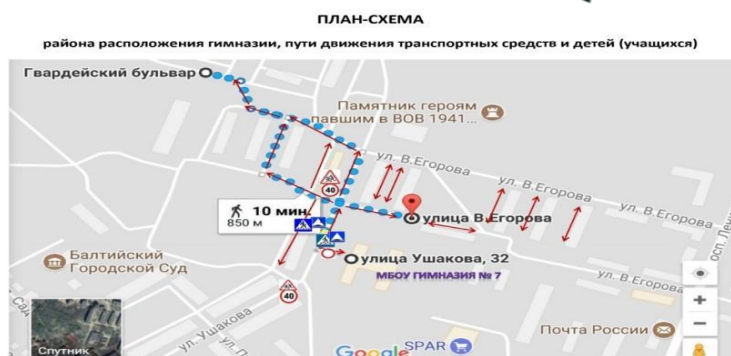 ПЛАН-СХЕМА
района расположения гимназии, пути движения транспортных средств и детей (учащихся)
Гвардейский бульвар
Памятник героям
павшим в ВОВ 1941...
ул. В.Егорова
40
10 мин.
850 м
улица В.Егорова
ул. В.Егорова
Балтийский
Городской Суд
улица Ушакова, 32
МБОУ ГИМНАЗИЯ № 7
ул. В.Егорова
40
ул. Ушакова
Почта России
Спутник
Google
SPAR